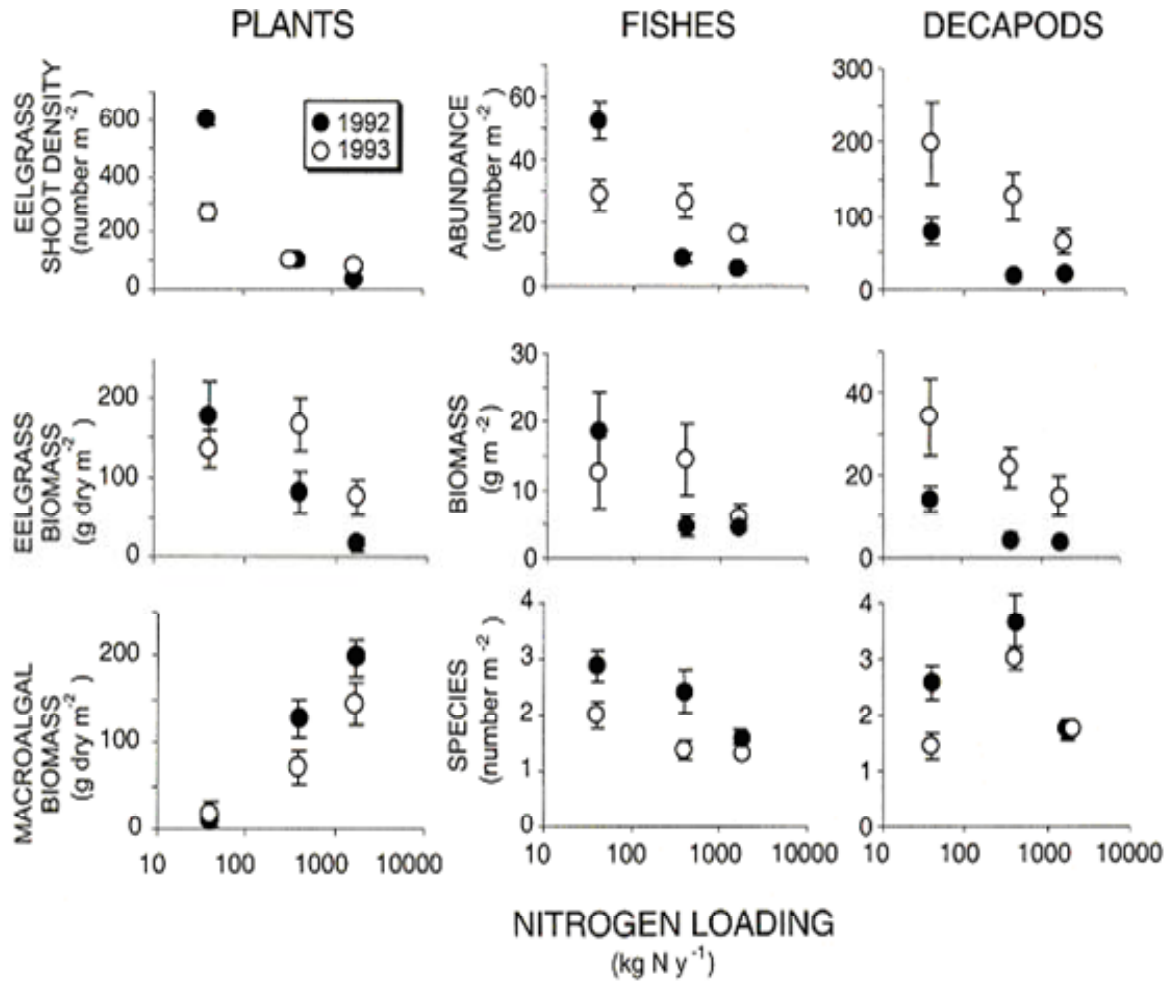 PLANTS
FISHES
DECAPODS
EELGRASS
SHOOT DENSITY
(number m -2)
600
400
200
0
1992
1993
ABUNDANCE
(number m -2)
60
40
20
0
300
200
100
0
EELGRASS
BIOMASS
(g dry m -2)
200
100
0
BIOMASS
(g m -2)
30
20
10
0
40
20
0
MACROALGAL
BIOMASS
(g dry m -2)
200
100
0
10 100 1000 10000
SPECIES
(number m -2)
4
3
2
1
0
10 100 1000 10000
4
3
2
1
0
10 100 1000 10000
NITROGEN LOADING
(kg N y -1)